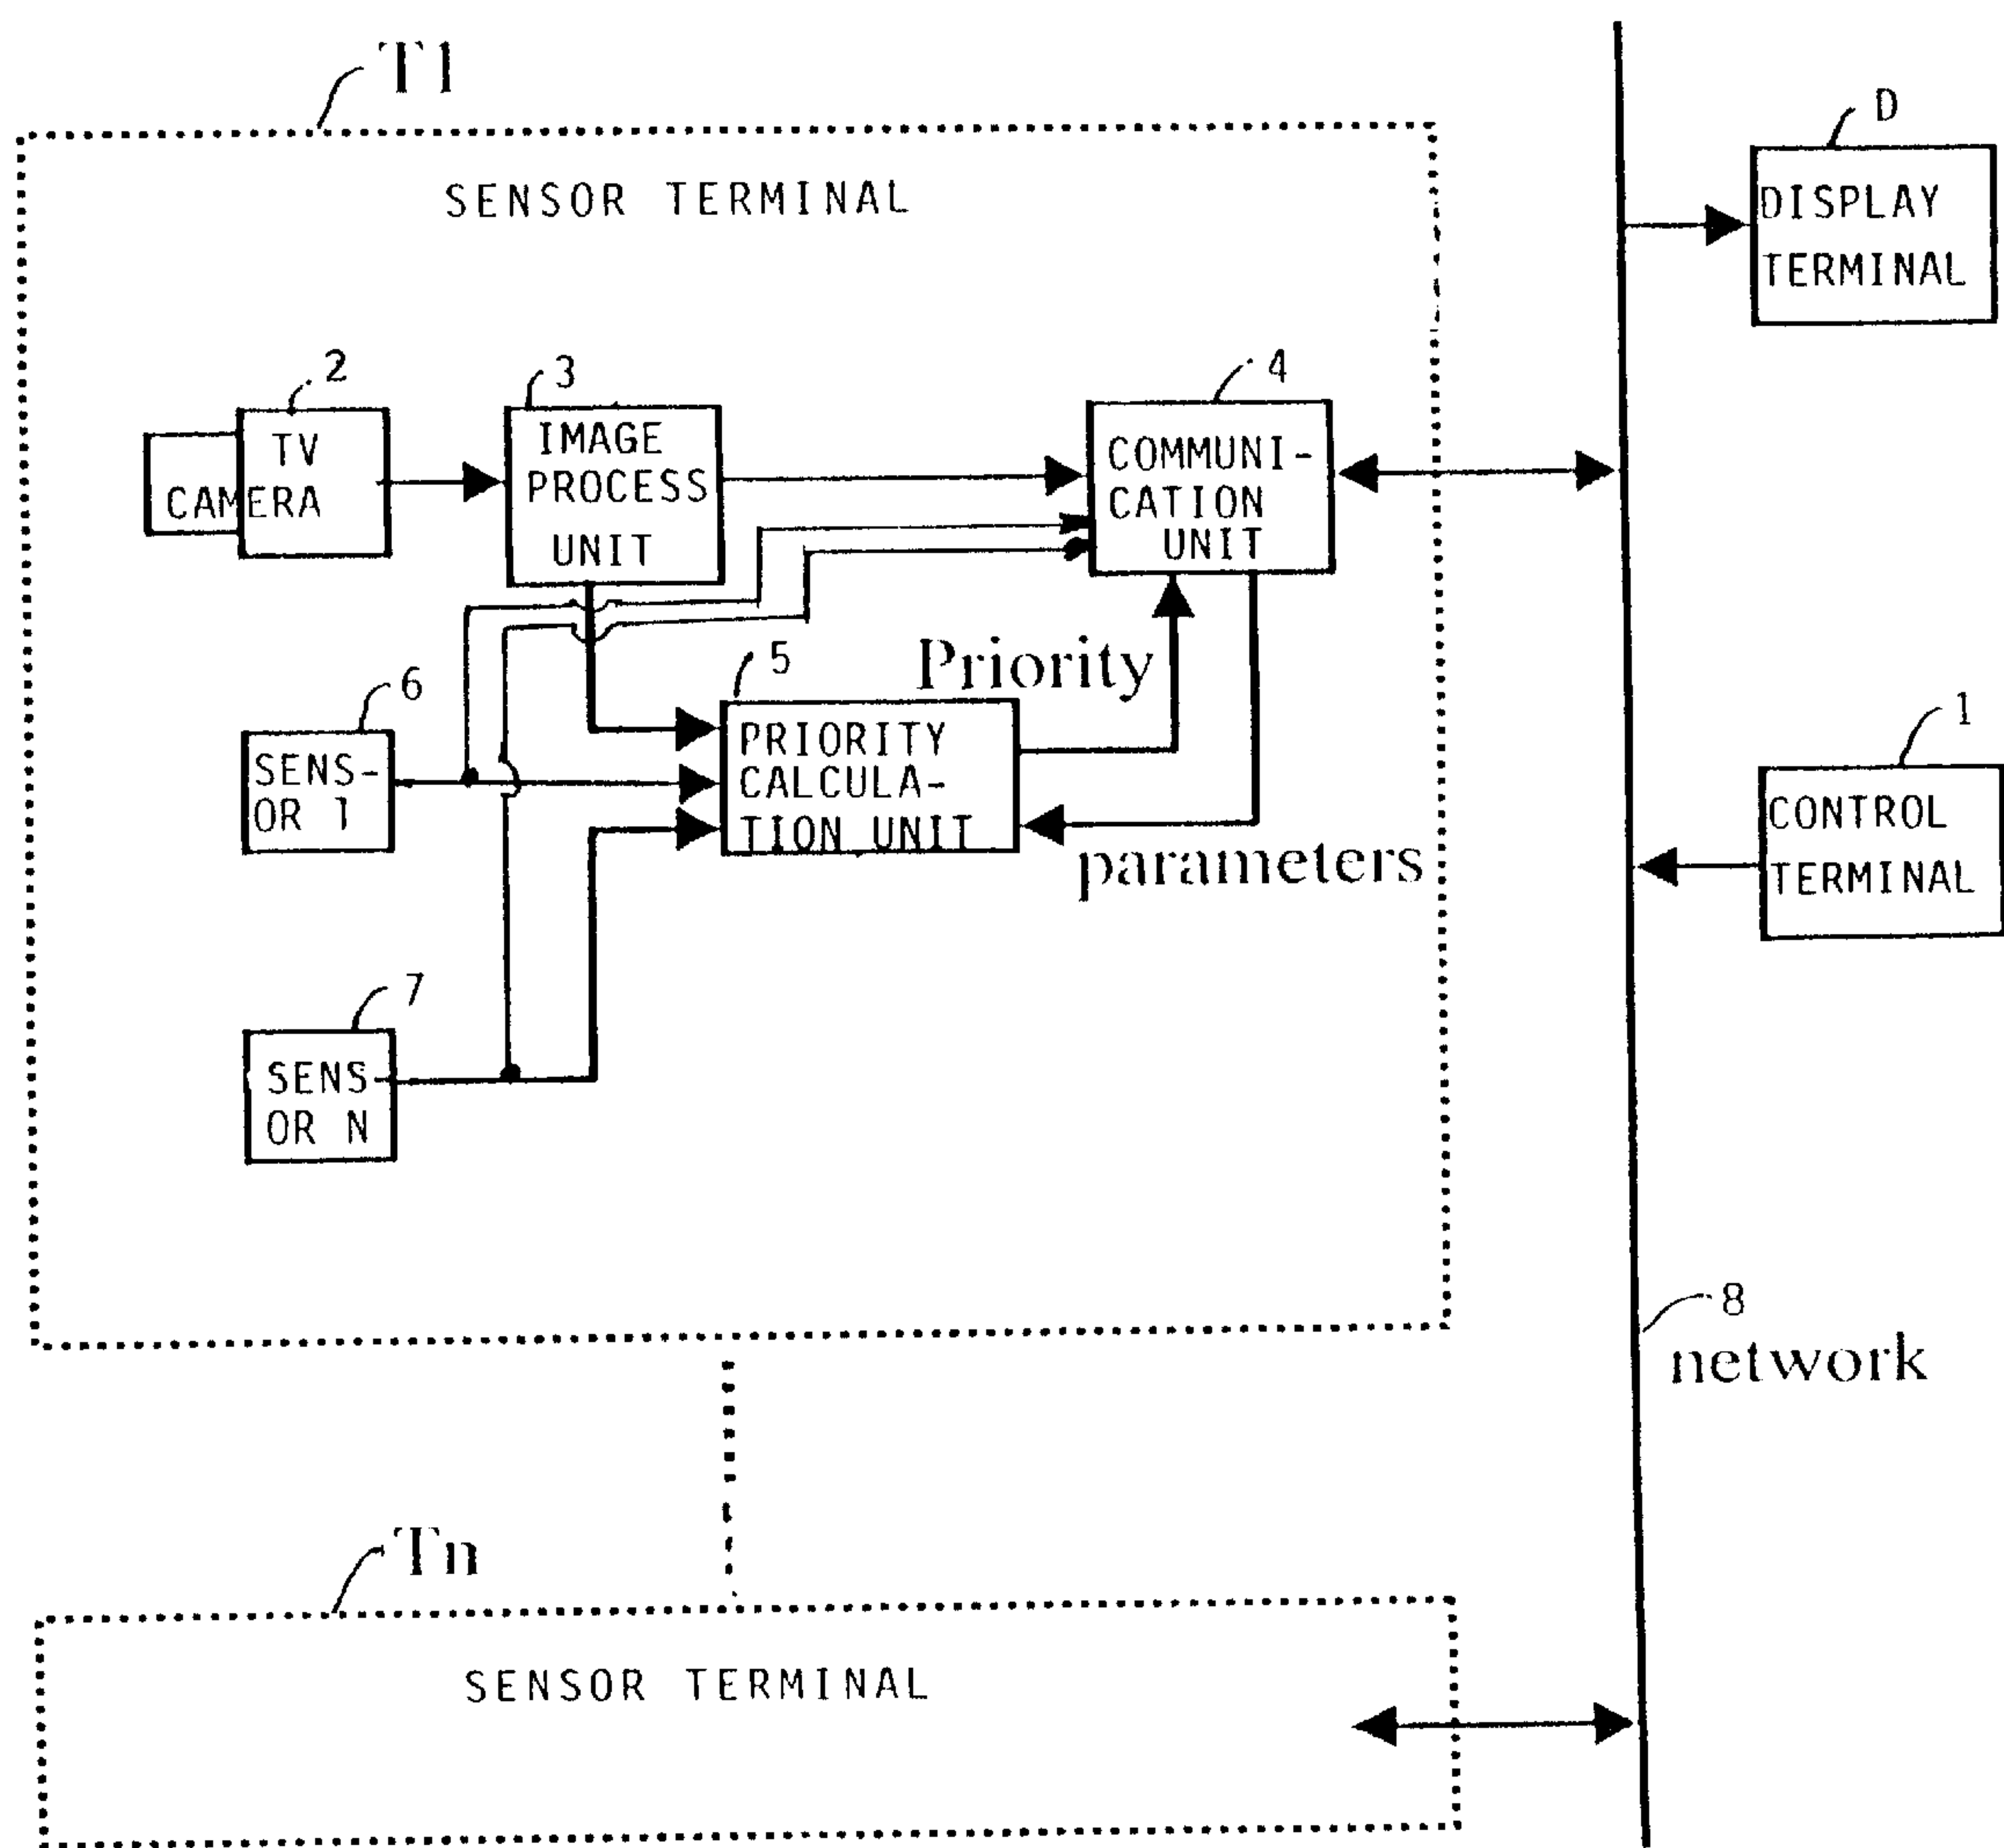 T1
SENSOR TERMINAL
D
DISPLAY
TERMINAL
2
TV
CAMERA
3
IMAGE
PROCESS
UNIT
4
COMMUNI-
CATION
UNIT
Priority
5
PRIORITY
CALCULA-
TION UNIT
parameters
6
SENS-
OR 1
1
CONTROL
TERMINAL
7
SENS-
OR N
8
network
Tn
SENSOR TERMINAL